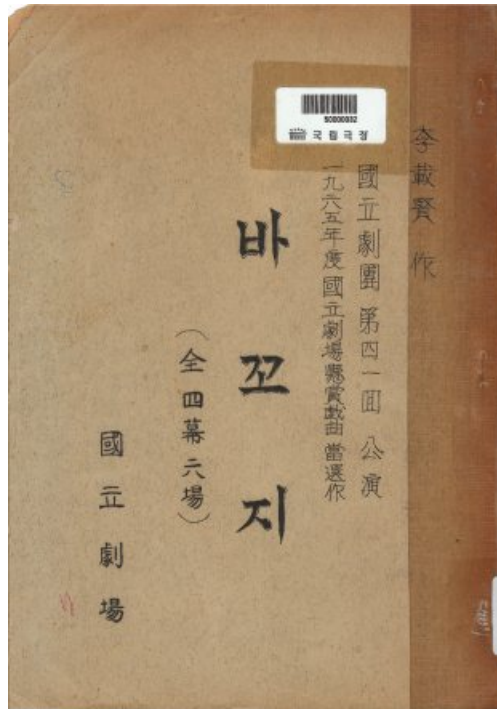 李載賢 作
國立劇團 第四一回 公演
一九六五年度 國立劇場懸賞戱曲 當選作
바꼬지
(全四幕六場)
國立劇場
50000002
국립극장